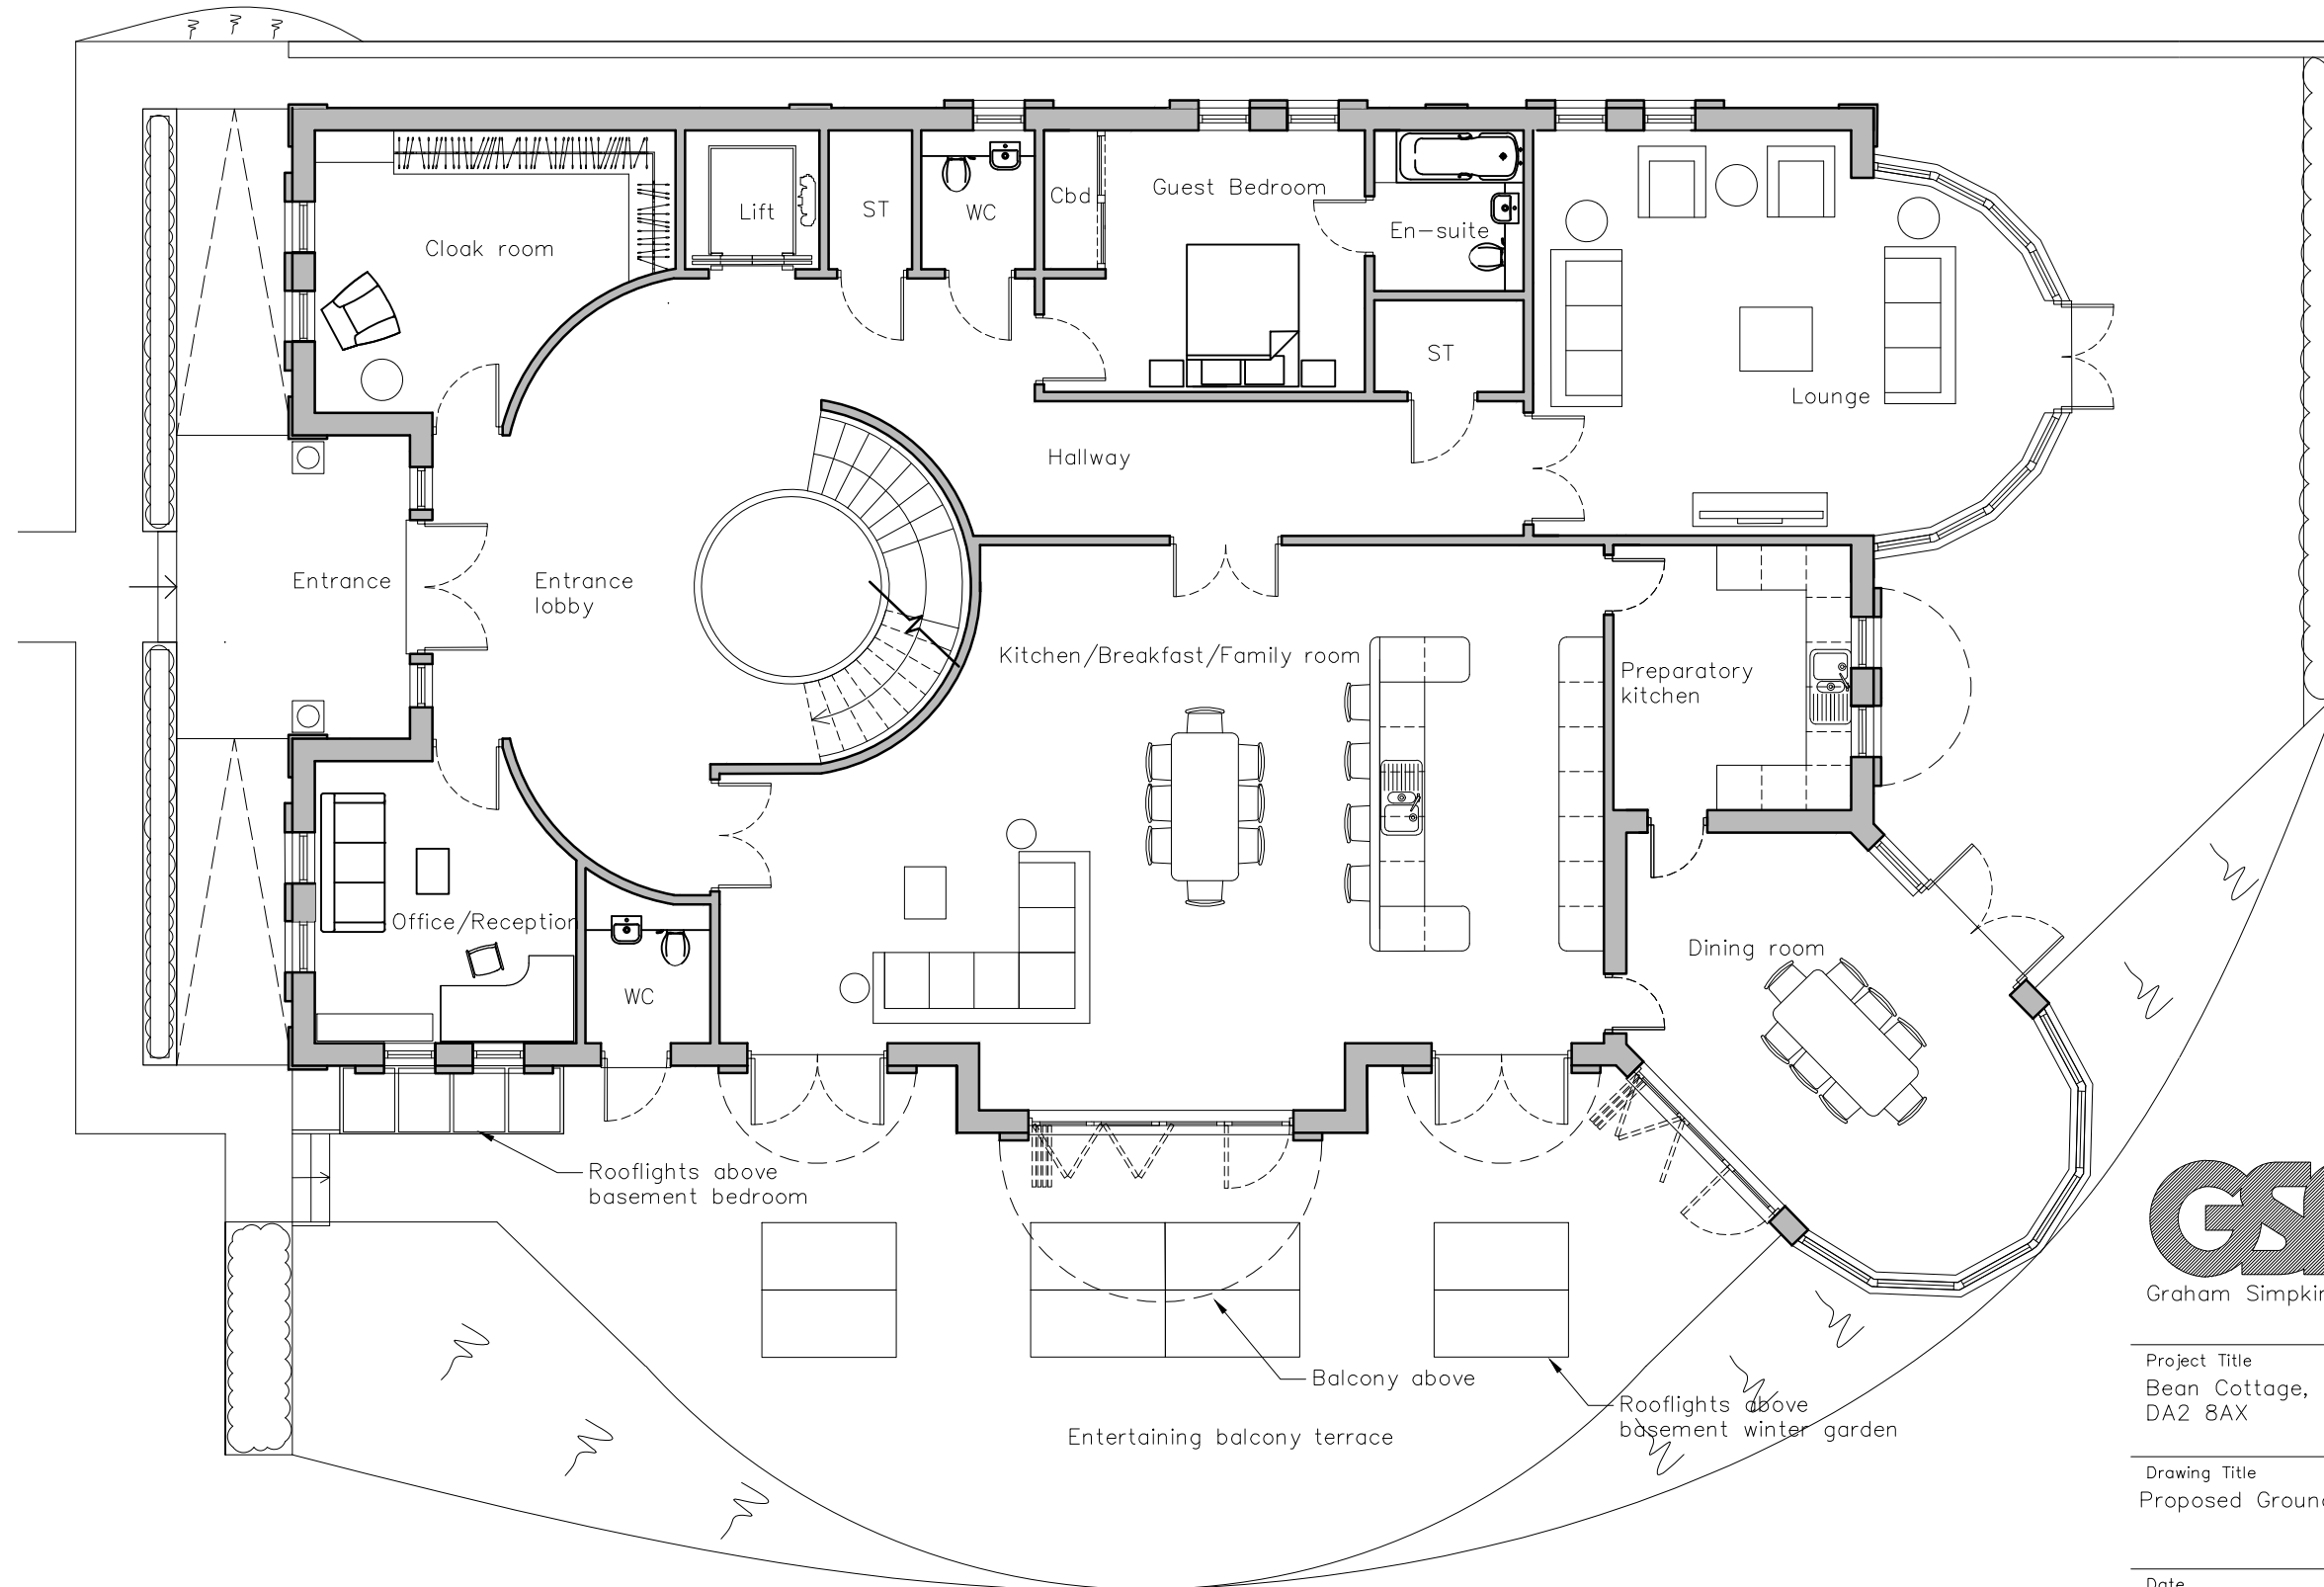 Cloak room
Lift
ST
WC
Cbd
Guest Bedroom
En-suite
ST
Lounge
Hallway
Entrance
Entrance
lobby
Kitchen/Breakfast/Family room
Preparatory
kitchen
Office/Reception
WC
Dining room
Rooflights above
basement bedroom
Balcony above
Rooflights above
basement winter garden
Entertaining balcony terrace
Graham
Project Title
Bean Cottage,
DA2 8AX
Drawing Title
Proposed
Date